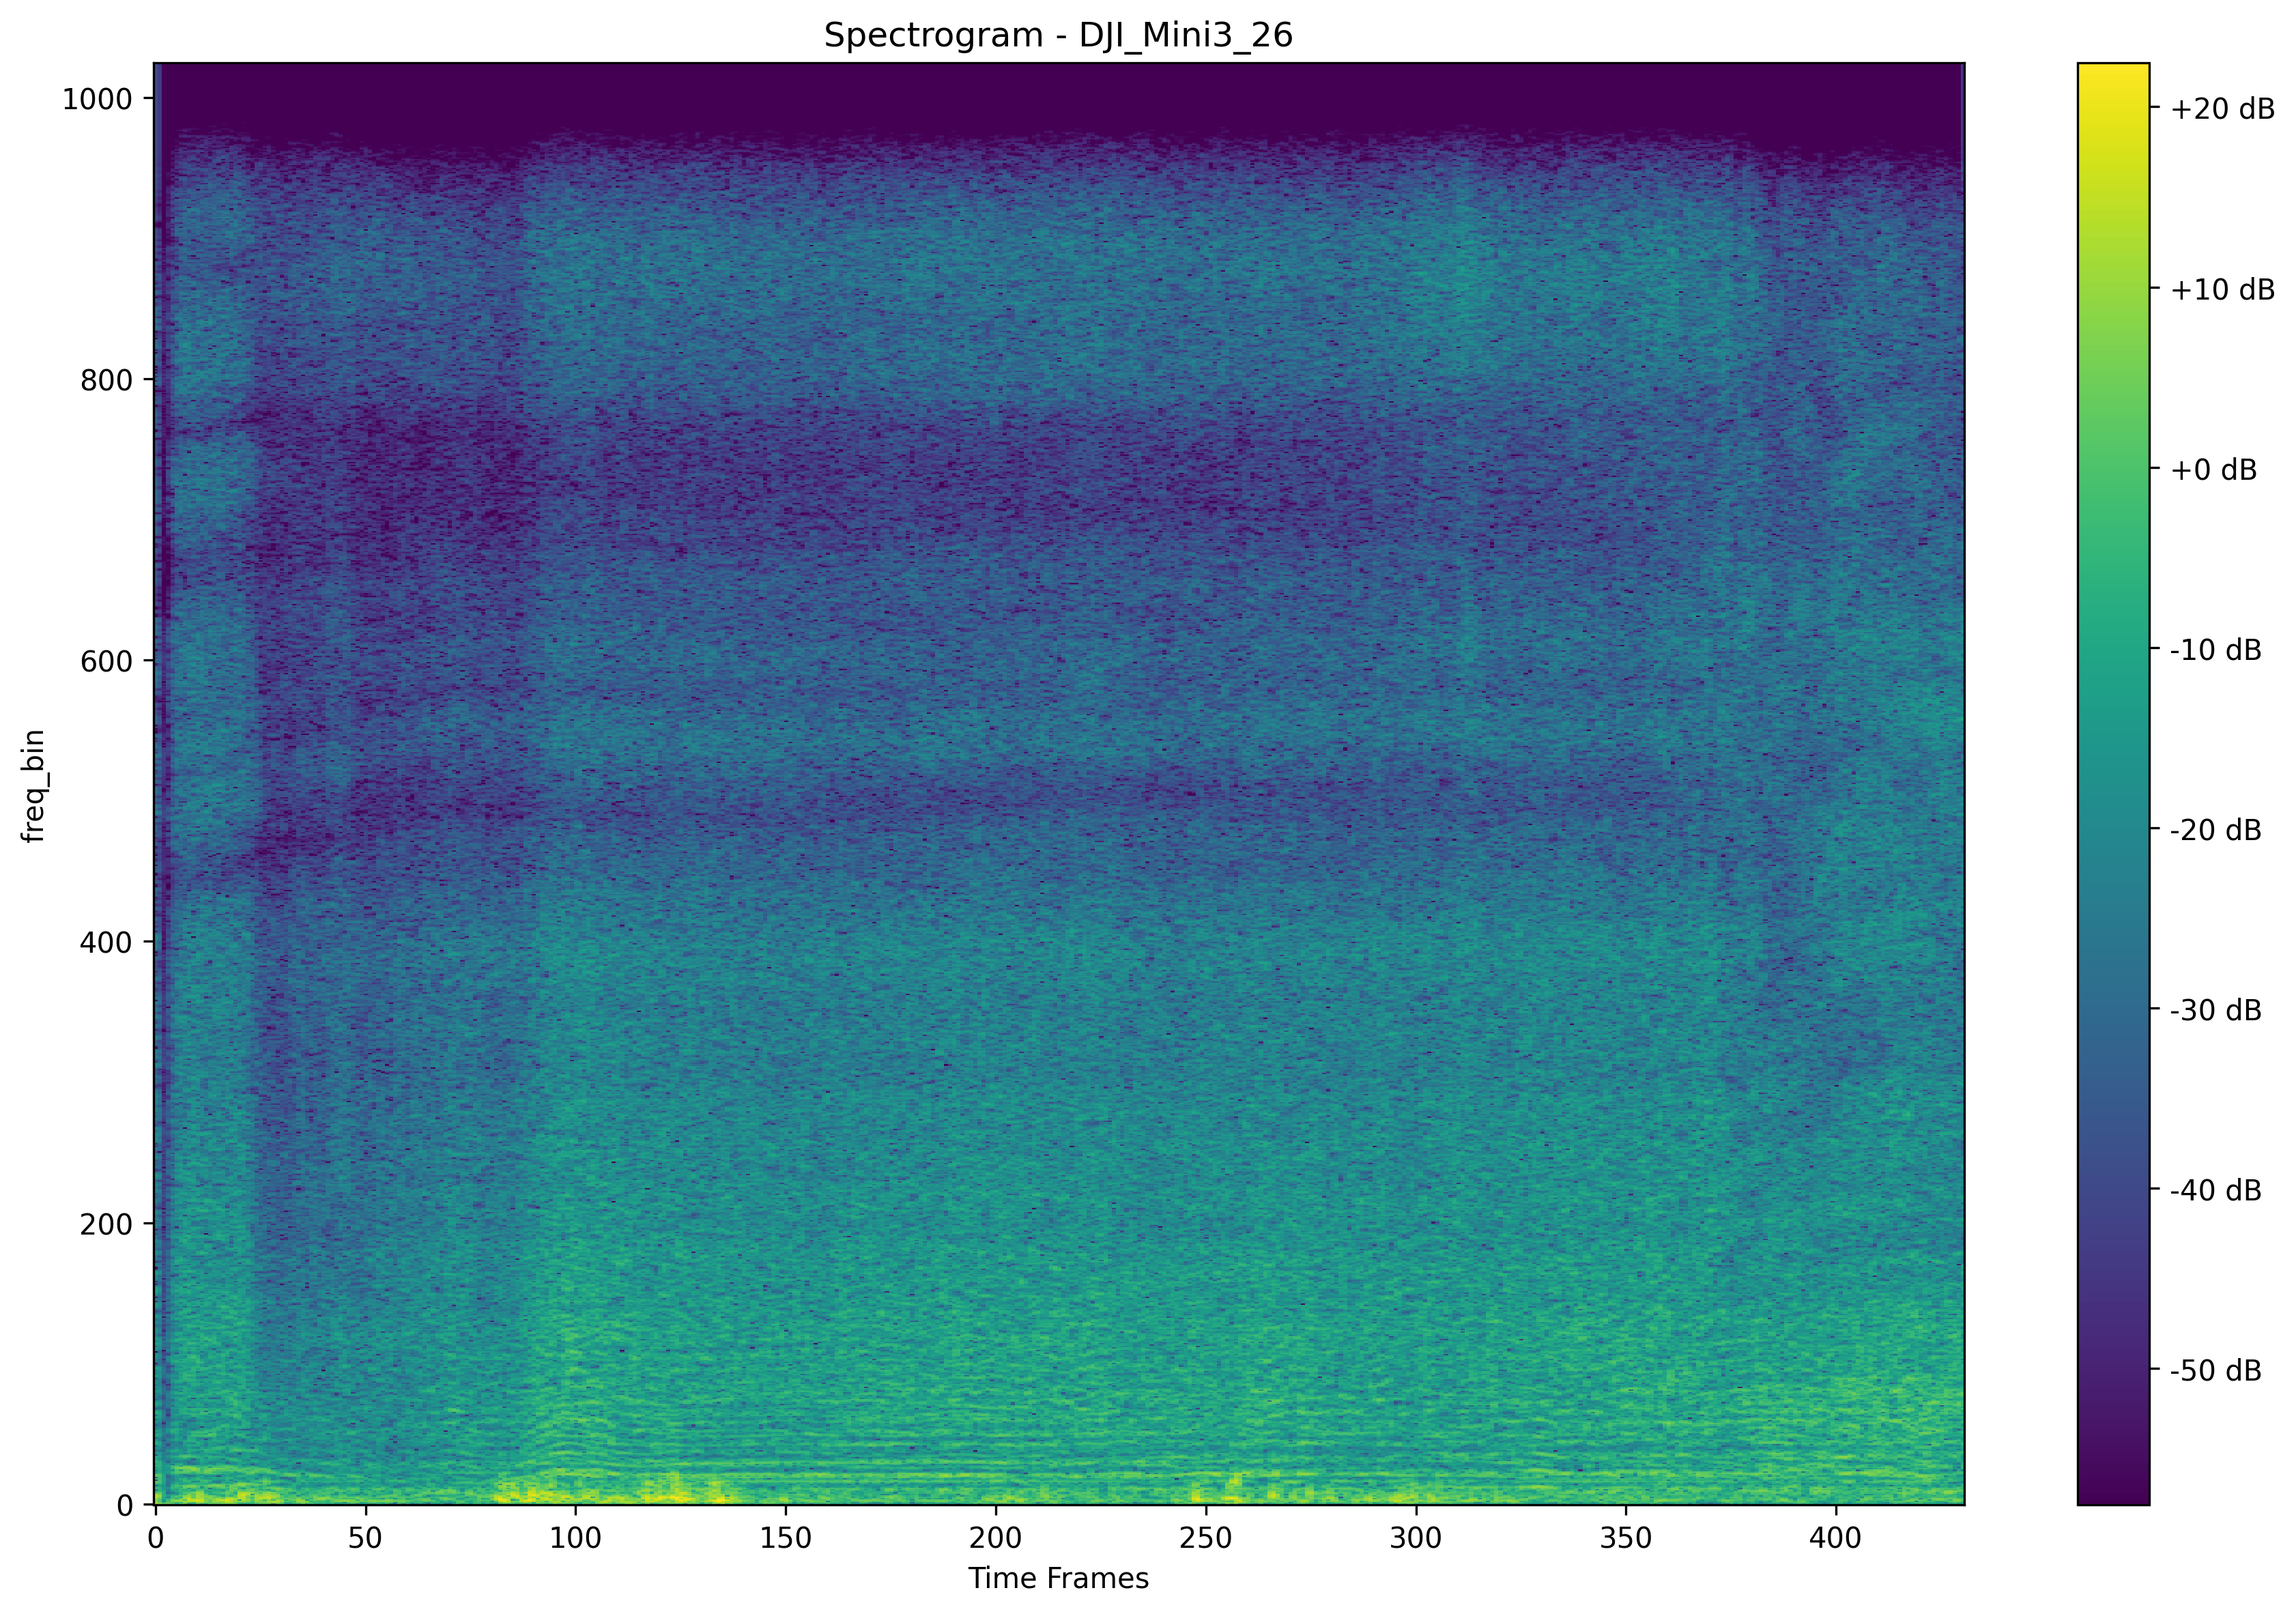 Spectrogram - DJI_Mini3_26
1000
800
600
400
200
0
freq_bin
0 50 100 150 200 250 300 350 400
Time Frames
+20 dB
+10 dB
+0 dB
-10 dB
-20 dB
-30 dB
-40 dB
-50 dB